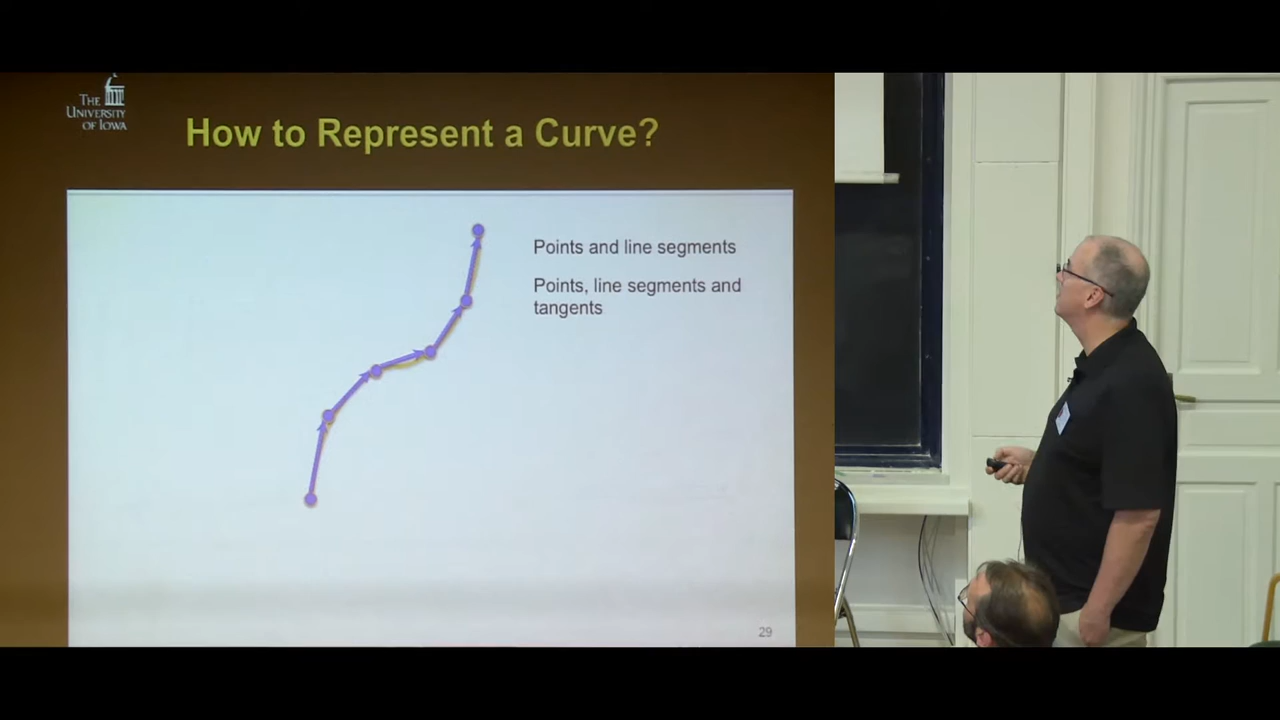 THE
UNIVERSITY
OF IOWA
How to Represent a Curve?
Points and line segments
Points, line segments and
tangents
29